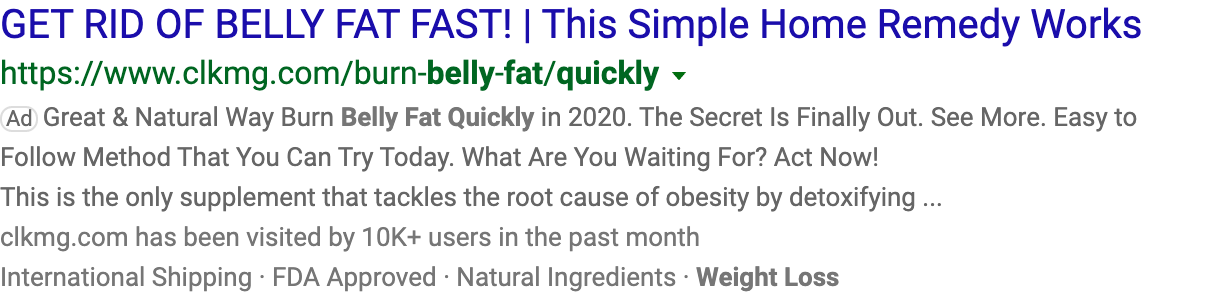 GET RID OF BELLY FAT FAST! | This Simple Home Remedy Works
https://www.clkmg.com/burn-belly-fat/quickly
Ad Great & Natural Way Burn Belly Fat Quickly in 2020. The Secret Is Finally Out. See More. Easy to
Follow Method That You Can Try Today. What Are You Waiting For? Act Now!
This is the only supplement that tackles the root cause of obesity by detoxifying ...
clkmg.com has been visited by 10K+ users in the past month
International Shipping · FDA Approved · Natural Ingredients · Weight Loss